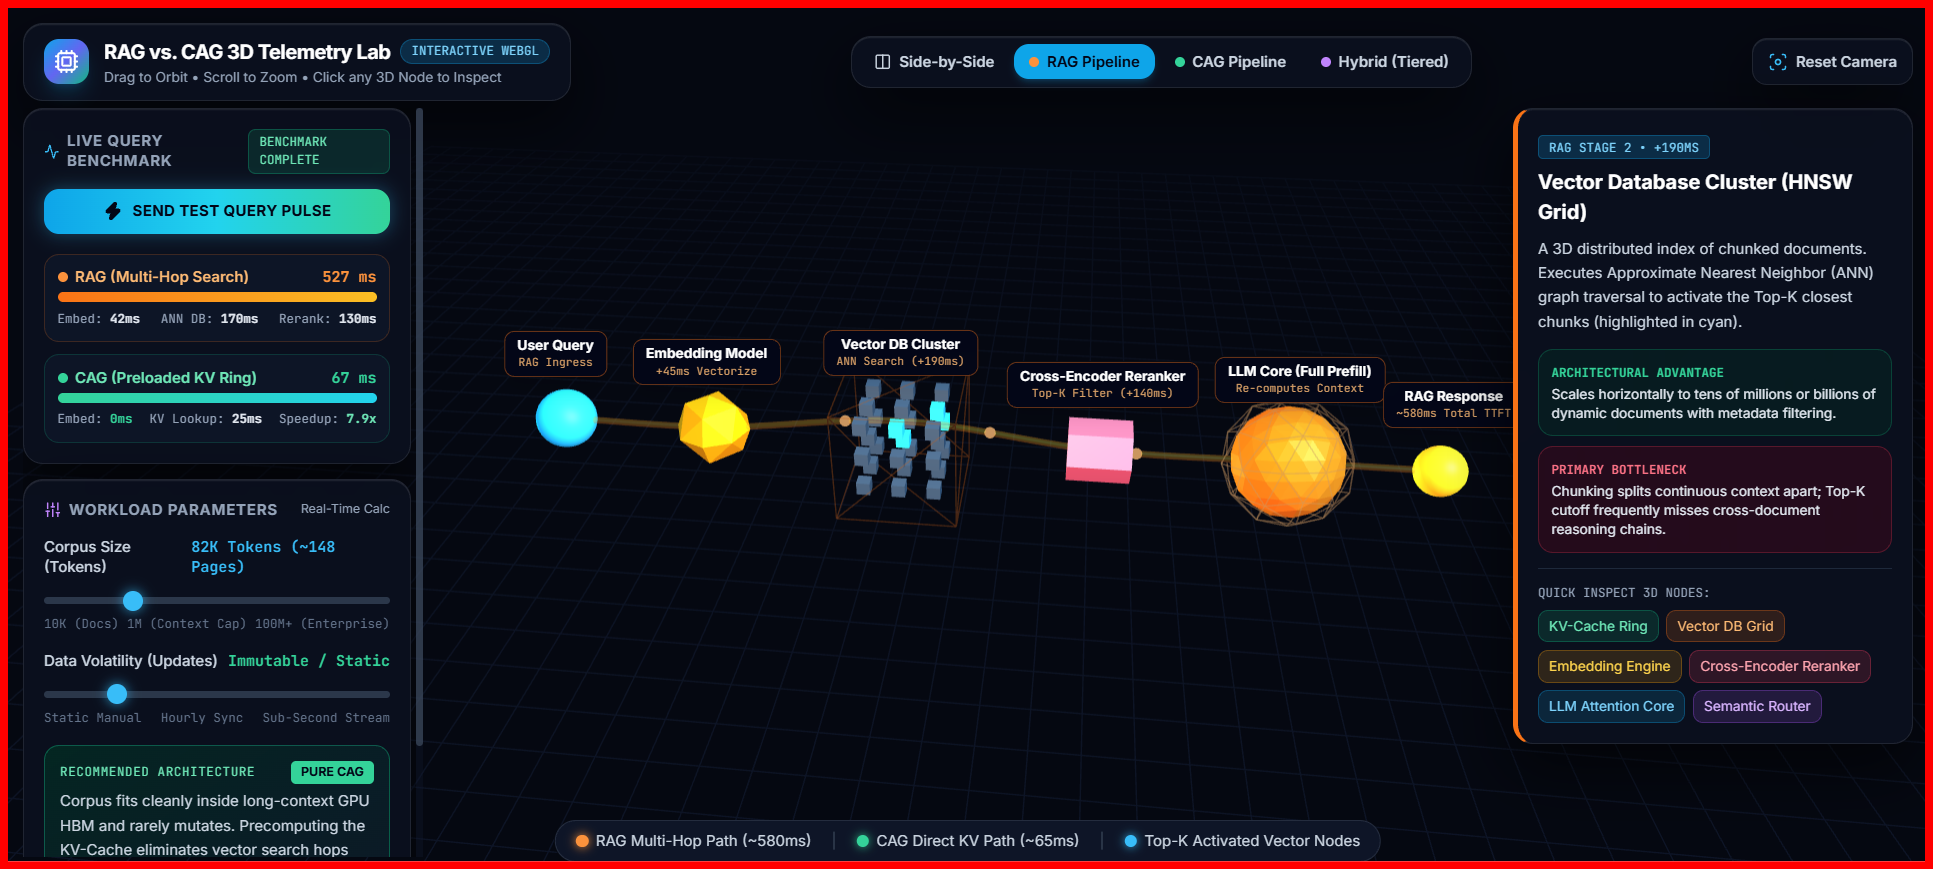 RAG vs. CAG 3D Telemetry Lab
INTERACTIVE WEBGL
Drag to Orbit • Scroll to Zoom • Click any 3D Node to Inspect
Side-by-Side
RAG Pipeline
CAG Pipeline
Hybrid (Tiered)
Reset Camera
LIVE QUERY
BENCHMARK
BENCHMARK
COMPLETE
SEND TEST QUERY PULSE
RAG (Multi-Hop Search) 527 ms
Embed: 42ms ANN DB: 170ms Rerank: 130ms
CAG (Preloaded KV Ring) 67 ms
Embed: 0ms KV Lookup: 25ms Speedup: 7.9x
WORKLOAD PARAMETERS Real-Time Calc
Corpus Size
(Tokens)
82K Tokens (~148
Pages)
10K (Docs) 1M (Context Cap) 100M+ (Enterprise)
Data Volatility (Updates) Immutable / Static
Static Manual Hourly Sync Sub-Second Stream
RECOMMENDED ARCHITECTURE PURE CAG
Corpus fits cleanly inside long-context GPU
HBM and rarely mutates. Precomputing the
KV-Cache eliminates vector search hops
User Query
RAG Ingress
Embedding Model
+45ms Vectorize
Vector DB Cluster
ANN Search (+190ms)
Cross-Encoder Reranker
Top-K Filter (+140ms)
LLM Core (Full Prefill)
Re-computes Context
RAG Response
~580ms Total TTFT
RAG Multi-Hop Path (~580ms)
CAG Direct KV Path (~65ms)
Top-K Activated Vector Nodes
RAG STAGE 2 • +190MS
Vector Database Cluster (HNSW
Grid)
A 3D distributed index of chunked documents.
Executes Approximate Nearest Neighbor (ANN)
graph traversal to activate the Top-K closest
chunks (highlighted in cyan).
ARCHITECTURAL ADVANTAGE
Scales horizontally to tens of millions or billions of
dynamic documents with metadata filtering.
PRIMARY BOTTLENECK
Chunking splits continuous context apart; Top-K
cutoff frequently misses cross-document
reasoning chains.
QUICK INSPECT 3D NODES:
KV-Cache Ring
Vector DB Grid
Embedding Engine
Cross-Encoder Reranker
LLM Attention Core
Semantic Router